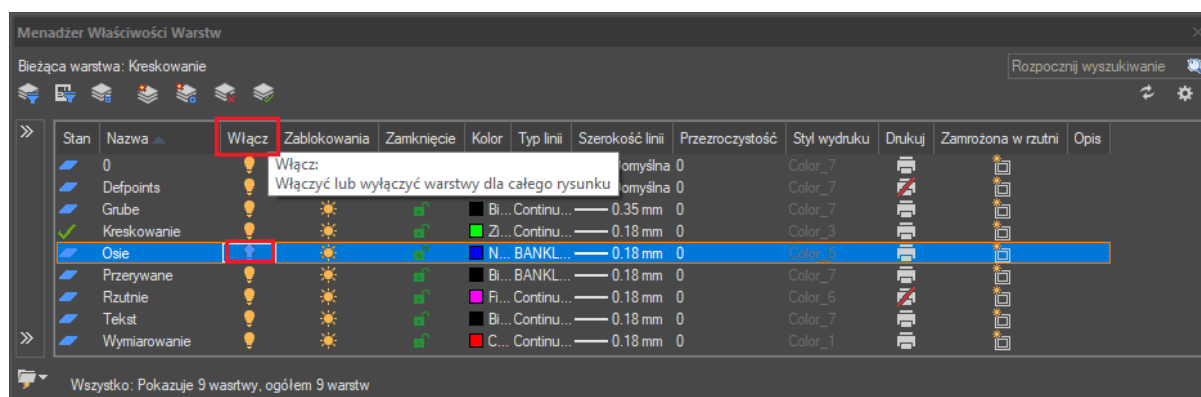 Menadżer Właściwości Warstw
Bieżąca warstwa: Kreskowanie
Rozpocznij wyszukiwanie
Stan Nazwa Włącz Zablokowania Zamknięcie Kolor Typ linii Szerokość linii Przezroczystość Styl wydruku Drukuj Zamrożona w rzutni Opis
Włącz:
Włączyć lub wyłączyć warstwy dla całego rysunku
0 omyślna 0 Color_7
Defpoints omyślna 0 Color_7
Grube Bi... Continu... 0.35 mm 0 Color_7
Kreskowanie Zi... Continu... 0.18 mm 0 Color_3
Osie N... BANKL... 0.18 mm 0 Color_5
Przerywane Bi... BANKL... 0.18 mm 0 Color_7
Rzutnie Fi... Continu... 0.18 mm 0 Color_6
Tekst Bi... Continu... 0.18 mm 0 Color_7
Wymiarowanie C... Continu... 0.18 mm 0 Color_1
Wszystko: Pokazuje 9 wasrtwy, ogółem 9 warstw